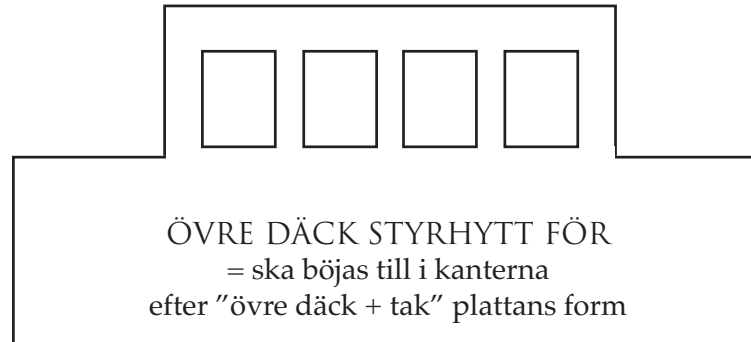 ÖVRE DÄCK STYRHYTT FÖR
= ska böjas till i kanterna
efter ”övre däck + tak” plattans form